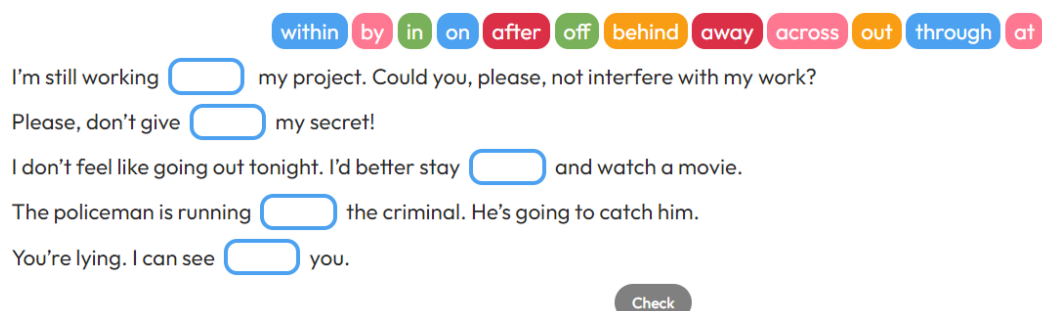 within by in on after off behind away across out through at
I'm still working my project. Could you, please, not interfere with my work?
Please, don't give my secret!
I don't feel like going out tonight. I'd better stay and watch a movie.
The policeman is running the criminal. He's going to catch him.
You're lying. I can see you.
Check